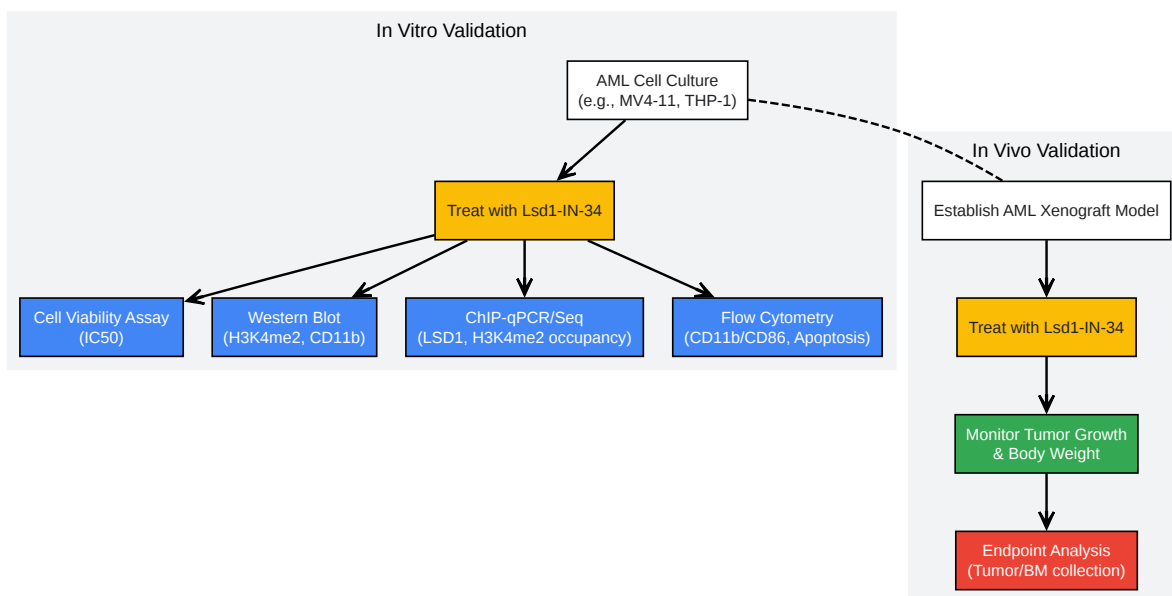 In Vitro Validation
AML Cell Culture
(e.g., MV4-11, THP-1)
Treat with Lsd1-IN-34
Cell Viability Assay
(IC50)
Western Blot
(H3K4me2, CD11b)
ChIP-qPCR/Seq
(LSD1, H3K4me2 occupancy)
Flow Cytometry
(CD11b/CD86, Apoptosis)
In Vivo Validation
Establish AML Xenograft Model
Treat with Lsd1-IN-34
Monitor Tumor Growth
& Body Weight
Endpoint Analysis
(Tumor/BM collection)